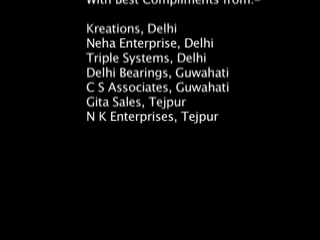 With Best Compliments from:-
Kreations, Delhi
Neha Enterprise, Delhi
Triple Systems, Delhi
Delhi Bearings, Guwahati
C S Associates, Guwahati
Gita Sales, Tejpur
N K Enterprises, Tejpur